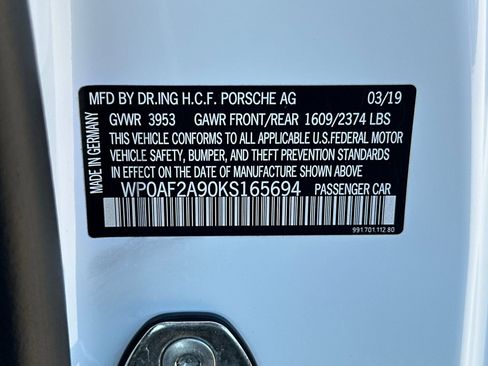 MFD BY DR.ING H.C.F. PORSCHE AG 03/19
GVWR 3953 GAWR FRONT/REAR 1609/2374 LBS
THIS VEHICLE CONFORMS TO ALL APPLICABLE U.S.FEDERAL MOTOR
VEHICLE SAFETY, BUMPER, AND THEFT PREVENTION STANDARDS
IN EFFECT ON THE DATE OF MANUFACTURE SHOWN ABOVE
WP0AF2A90KS165694 PASSENGER CAR
991.701.112.80
MADE IN GERMANY